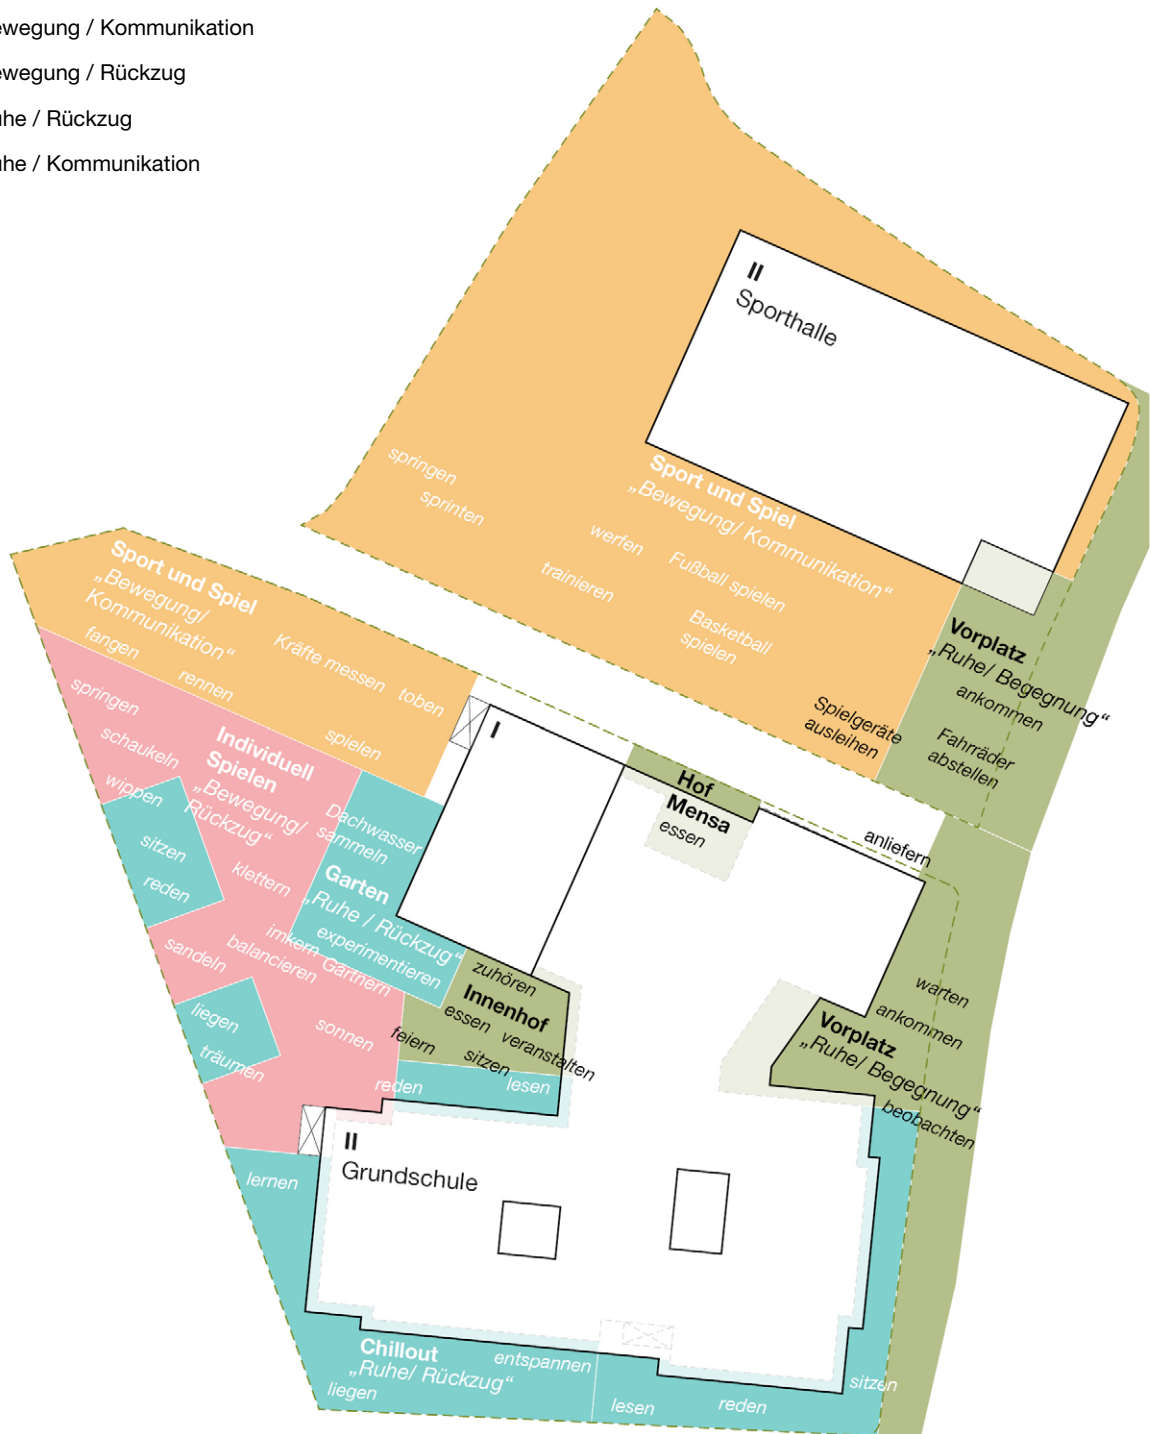 ewegung / Kommunikation
ewegung / Rückzug
uhe / Rückzug
uhe / Kommunikation
II
Sporthalle
springen
sprinten
Sport und Spiel
„Bewegung/ Kommunikation“
werfen
Fußball spielen
trainieren
Basketball
spielen
Spielgeräte
ausleihen
Vorplatz
„Ruhe/ Begegnung“
ankommen
Fahrräder
abstellen
Sport und Spiel
„Bewegung/
Kommunikation“
fangen
rennen
Kräfte messen
toben
spielen
springen
schaukeln
wippen
Individuell
Spielen
„Bewegung/
Rückzug“
sitzen
reden
klettern
sandeln
balancieren
imkern Gärtnern
liegen
träumen
sonnen
Dachwasser
sammeln
Garten
„Ruhe / Rückzug“
experimentieren
I
Hof
Mensa
essen
anliefern
zuhören
Innenhof
essen
veranstalten
feiern
sitzen
reden
lesen
warten
ankommen
Vorplatz
„Ruhe/ Begegnung“
beobachten
II
Grundschule
lernen
Chillout
„Ruhe/ Rückzug“
liegen
entspannen
lesen
reden
sitzen